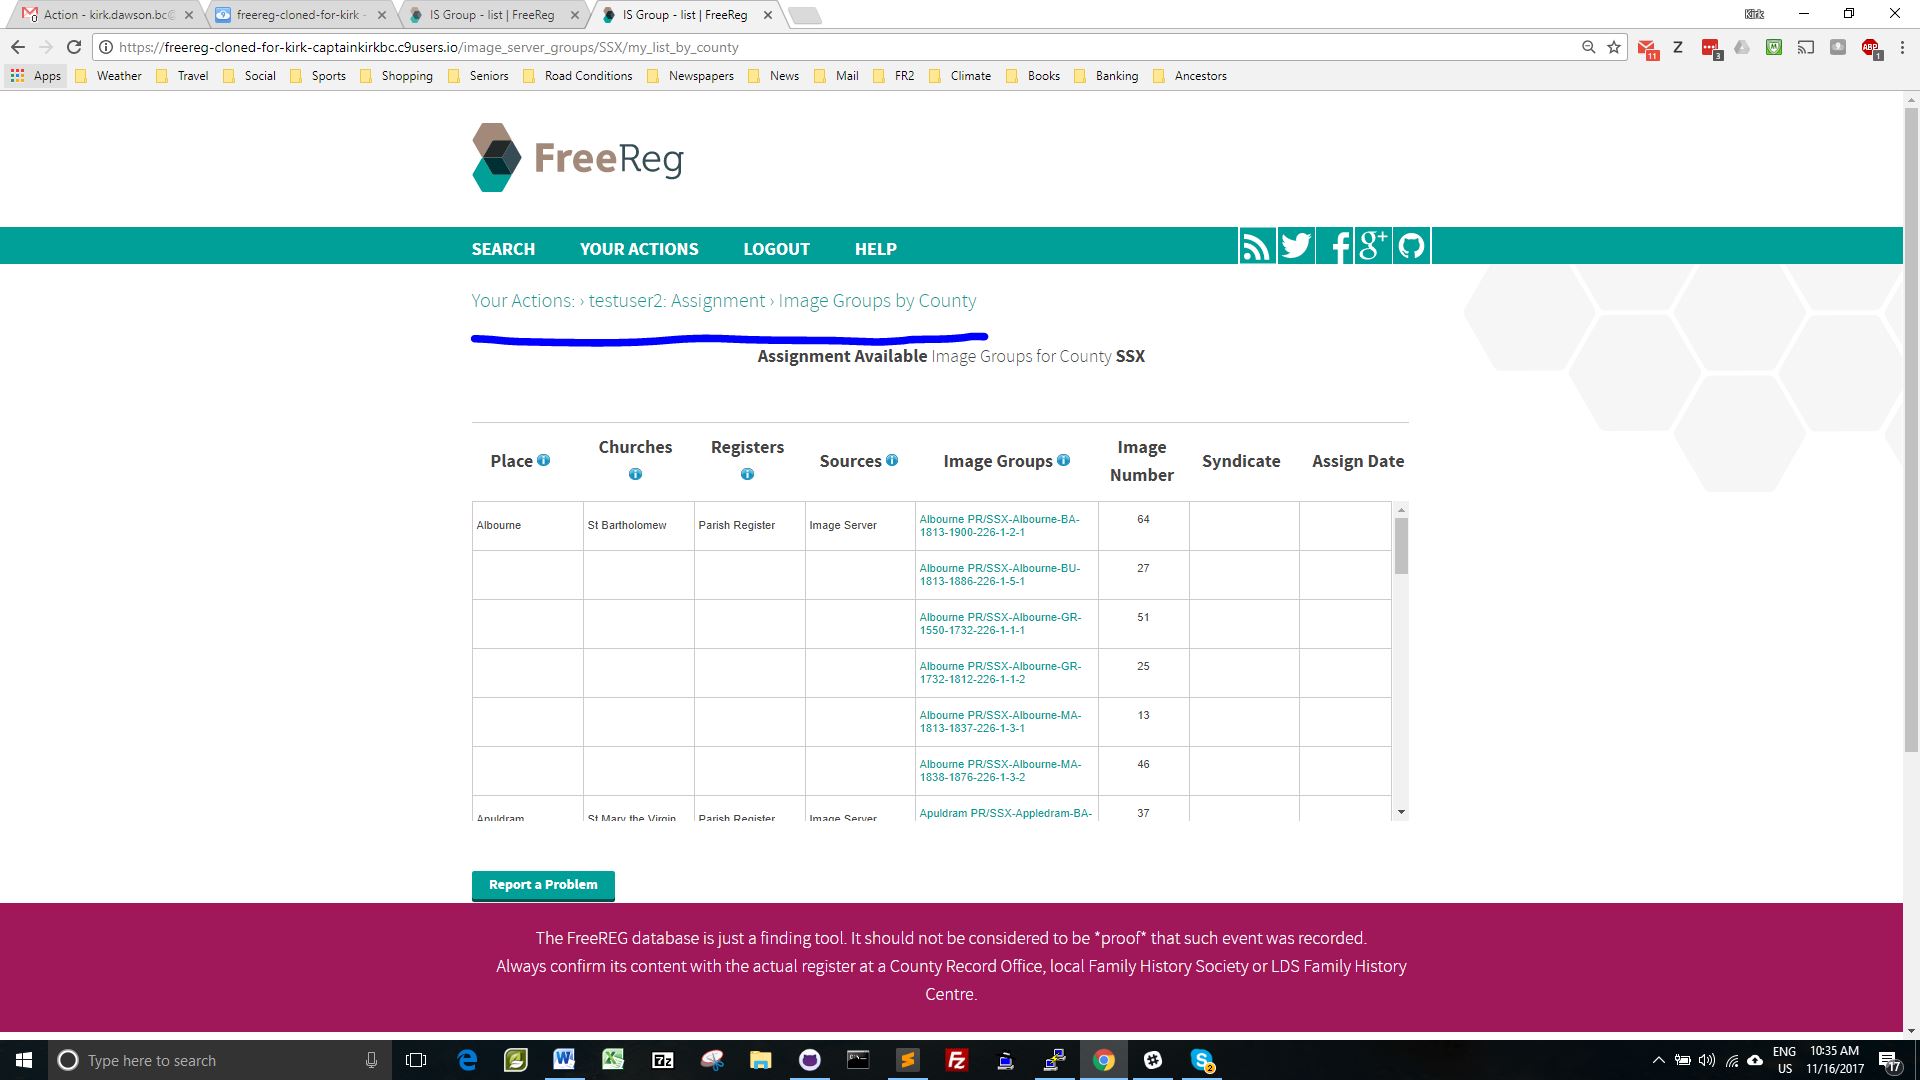 Action - kirk.dawson.bc@
freereg-cloned-for-kirk -
IS Group - list | FreeReg
IS Group - list | FreeReg
Kirk
https://freereg-cloned-for-kirk-captainkirkbc.c9users.io/image_server_groups/SSX/my_list_by_county
Z
11
3
ABP
1
Apps Weather Travel Social Sports Shopping Seniors Road Conditions Newspapers News Mail FR2 Climate Books Banking Ancestors
FreeReg
SEARCH YOUR ACTIONS LOGOUT HELP
Your Actions: › testuser2: Assignment › Image Groups by County
Assignment Available Image Groups for County SSX
Place Churches Registers Sources Image Groups Image Number Syndicate Assign Date
Albourne St Bartholomew Parish Register Image Server Albourne PR/SSX-Albourne-BA- 64
1813-1900-226-1-2-1
Albourne PR/SSX-Albourne-BU- 27
1813-1886-226-1-5-1
Albourne PR/SSX-Albourne-GR- 51
1550-1732-226-1-1-1
Albourne PR/SSX-Albourne-GR- 25
1732-1812-226-1-1-2
Albourne PR/SSX-Albourne-MA- 13
1813-1837-226-1-3-1
Albourne PR/SSX-Albourne-MA- 46
1838-1876-226-1-3-2
Apuldram St Mary the Virgin Parish Register Image Server Apuldram PR/SSX-Appledram-BA- 37
Report a Problem
The FreeREG database is just a finding tool. It should not be considered to be *proof* that such event was recorded.
Always confirm its content with the actual register at a County Record Office, local Family History Society or LDS Family History
Centre.
Type here to search
ENG 10:35 AM
US 11/16/2017
17